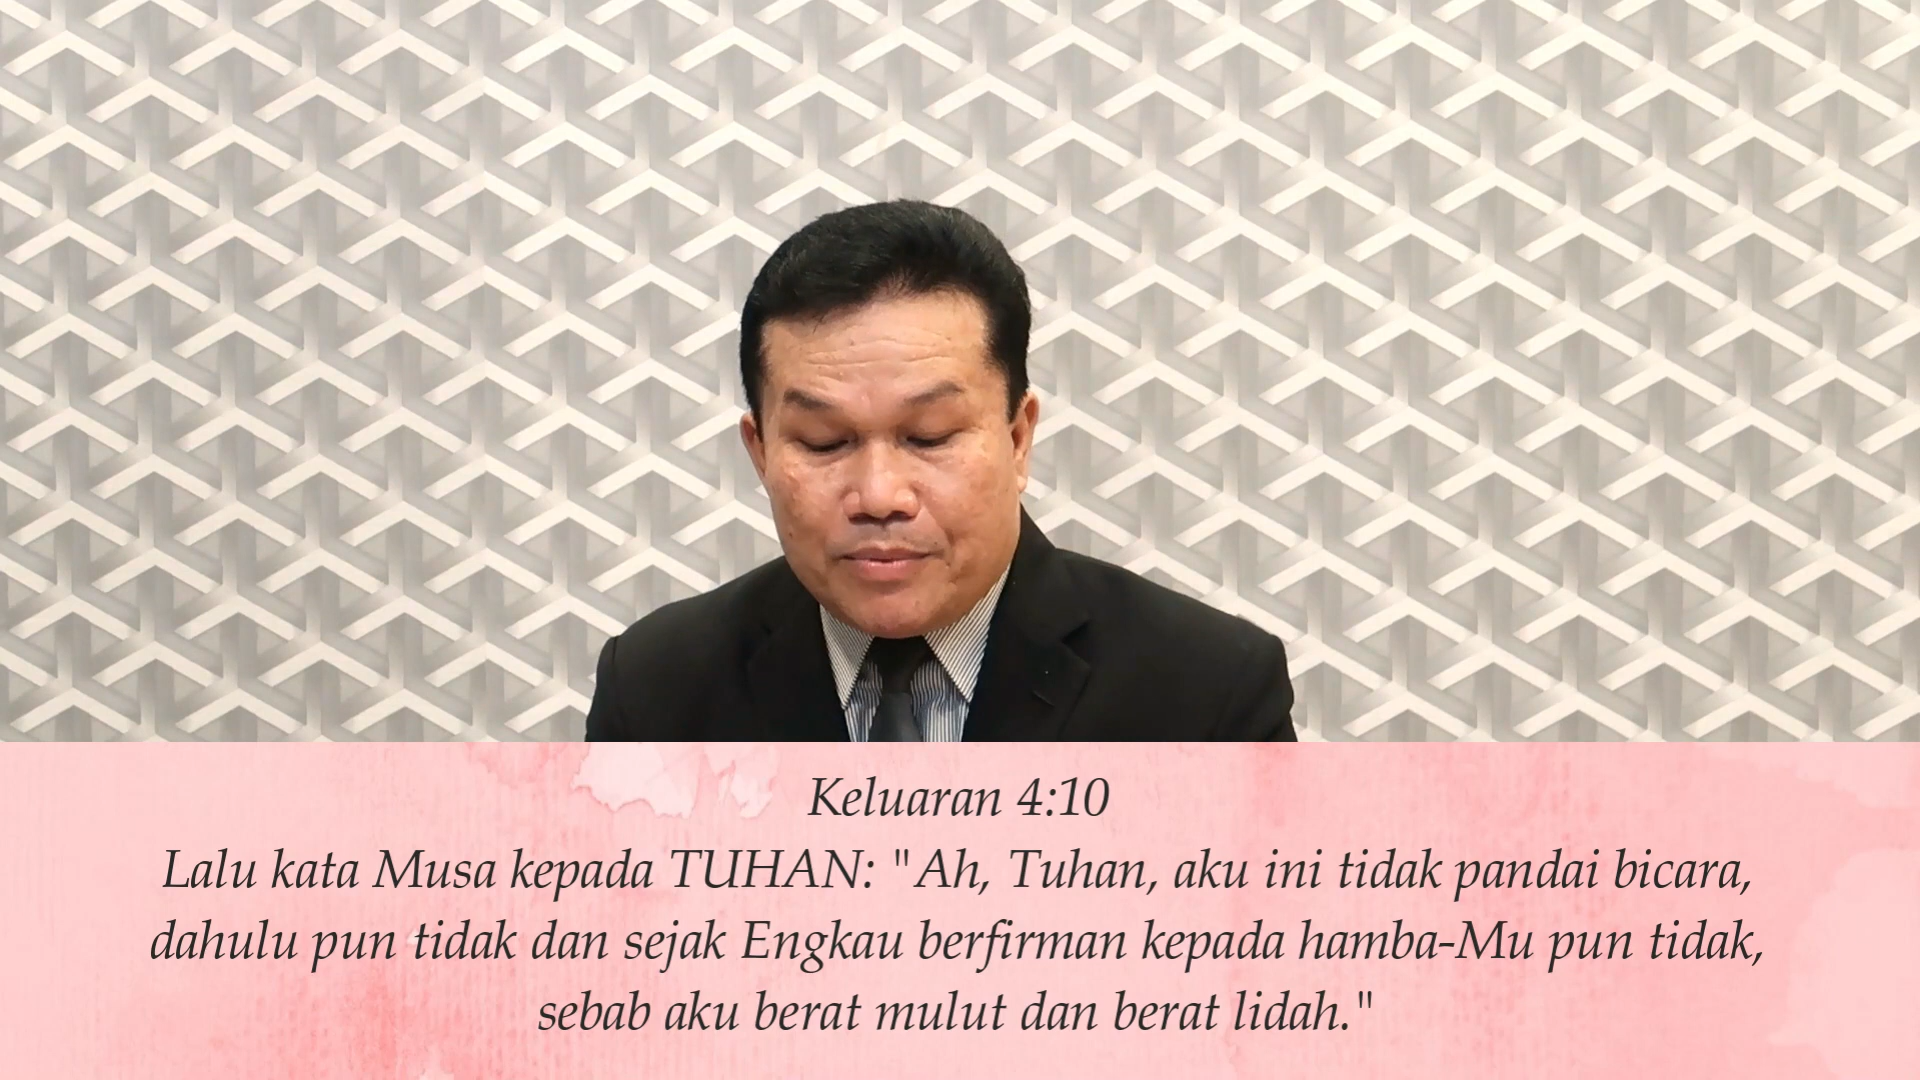 Keluaran 4:10
Lalu kata Musa kepada TUHAN: "Ah, Tuhan, aku ini tidak pandai bicara,
dahulu pun tidak dan sejak Engkau berfirman kepada hamba-Mu pun tidak,
sebab aku berat mulut dan berat lidah."